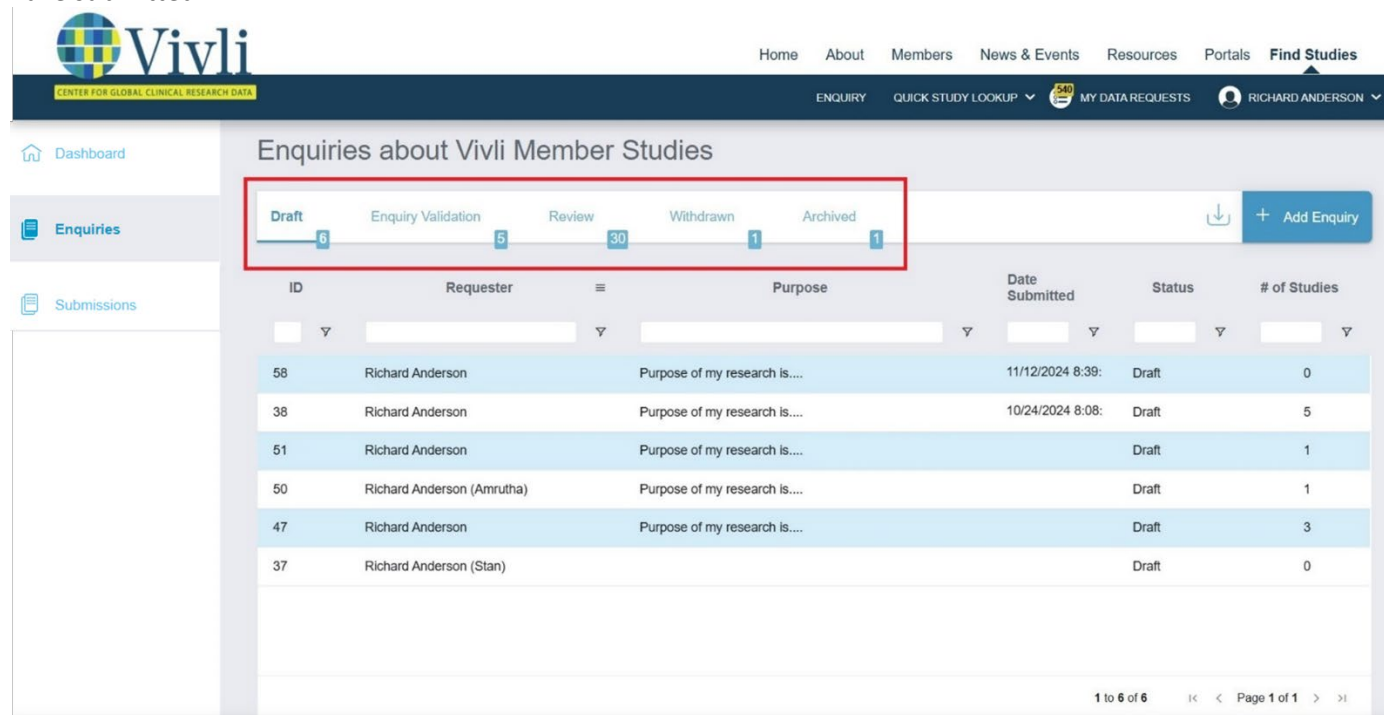 Vivli
CENTER FOR GLOBAL CLINICAL RESEARCH DATA
Home About Members News & Events Resources Portals Find Studies
ENQUIRY QUICK STUDY LOOKUP 540 MY DATA REQUESTS RICHARD ANDERSON
Dashboard
Enquiries
Submissions
Enquiries about Vivli Member Studies
Draft 6 Enquiry Validation 5 Review 30 Withdrawn 1 Archived 1 + Add Enquiry
ID Requester Purpose Date Submitted Status # of Studies
58 Richard Anderson Purpose of my research is.... 11/12/2024 8:39: Draft 0
38 Richard Anderson Purpose of my research is.... 10/24/2024 8:08: Draft 5
51 Richard Anderson Purpose of my research is.... Draft 1
50 Richard Anderson (Amrutha) Purpose of my research is.... Draft 1
47 Richard Anderson Purpose of my research is.... Draft 3
37 Richard Anderson (Stan) Draft 0
1 to 6 of 6 Page 1 of 1